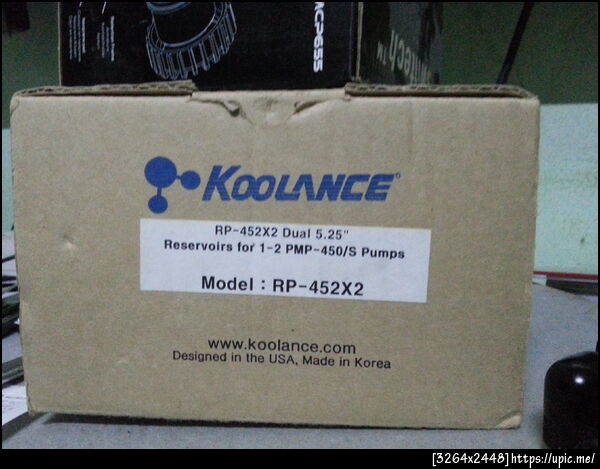 MCP655
KOOLANCE®
RP-452X2 Dual 5.25"
Reservoirs for 1-2 PMP-450/S Pumps
Model : RP-452X2
www.koolance.com
Designed in the USA, Made in Korea
[3264x2448]https://upic.me/